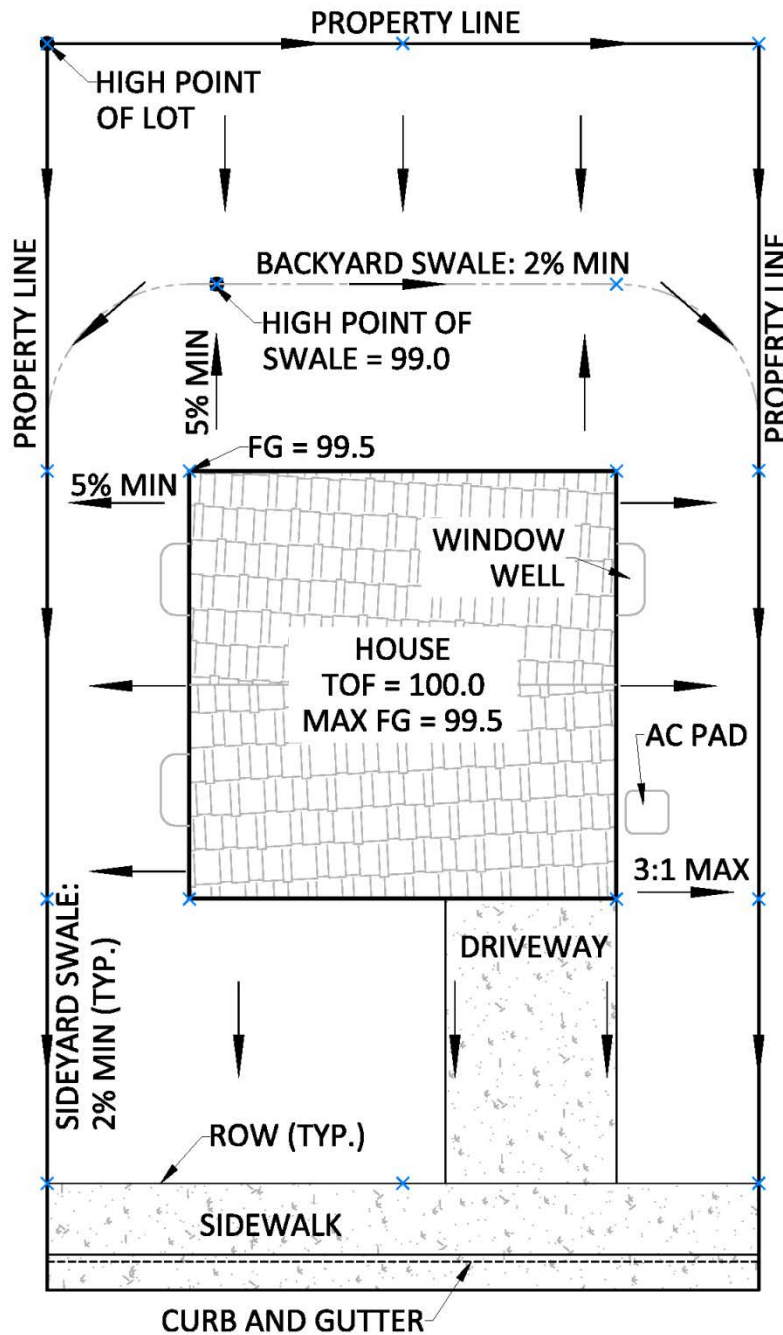 PROPERTY LINE
HIGH POINT
OF LOT
PROPERTY LINE
PROPERTY LINE
BACKYARD SWALE: 2% MIN
HIGH POINT OF
SWALE = 99.0
5% MIN
FG = 99.5
5% MIN
WINDOW
WELL
HOUSE
TOF = 100.0
MAX FG = 99.5
AC PAD
3:1 MAX
SIDEYARD SWALE:
2% MIN (TYP.)
DRIVEWAY
ROW (TYP.)
SIDEWALK
CURB AND GUTTER